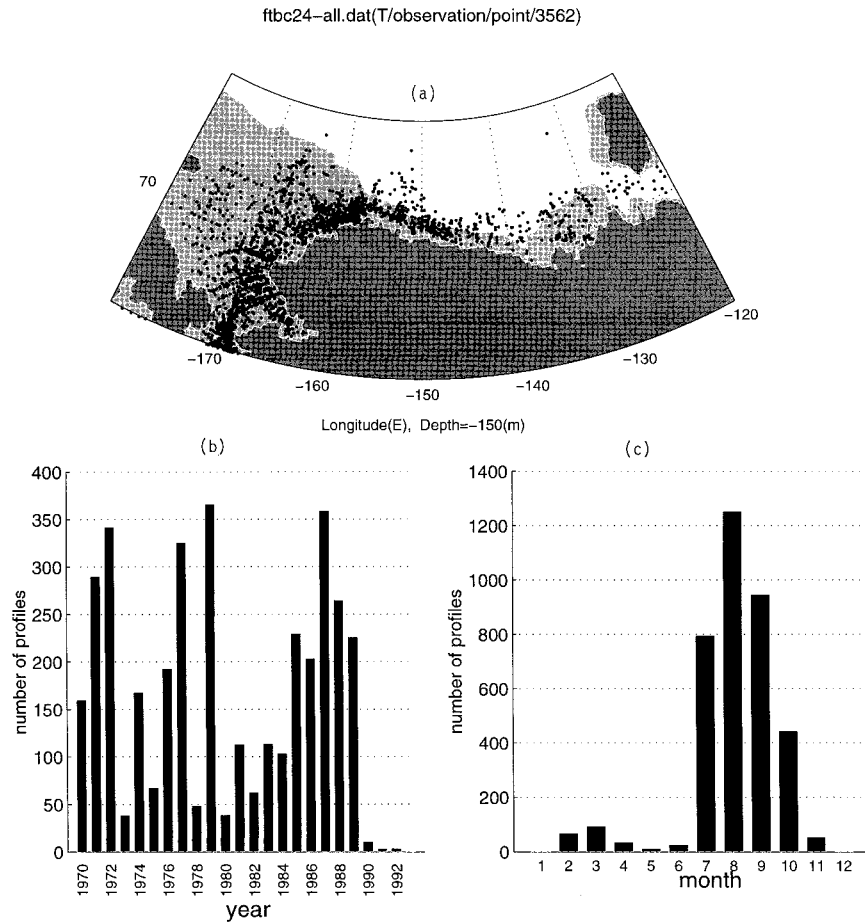 ftbc24-all.dat(T/observation/point/3562)
(a)
70
-170
-160
-150
-140
-130
-120
Longitude(E), Depth=-150(m)
(b)
400
350
300
250
200
150
100
50
0
number of profiles
1970 1972 1974 1976 1978 1980 1982 1984 1986 1988 1990 1992
year
(c)
1400
1200
1000
800
600
400
200
0
number of profiles
1 2 3 4 5 6 7 8 9 10 11 12
month